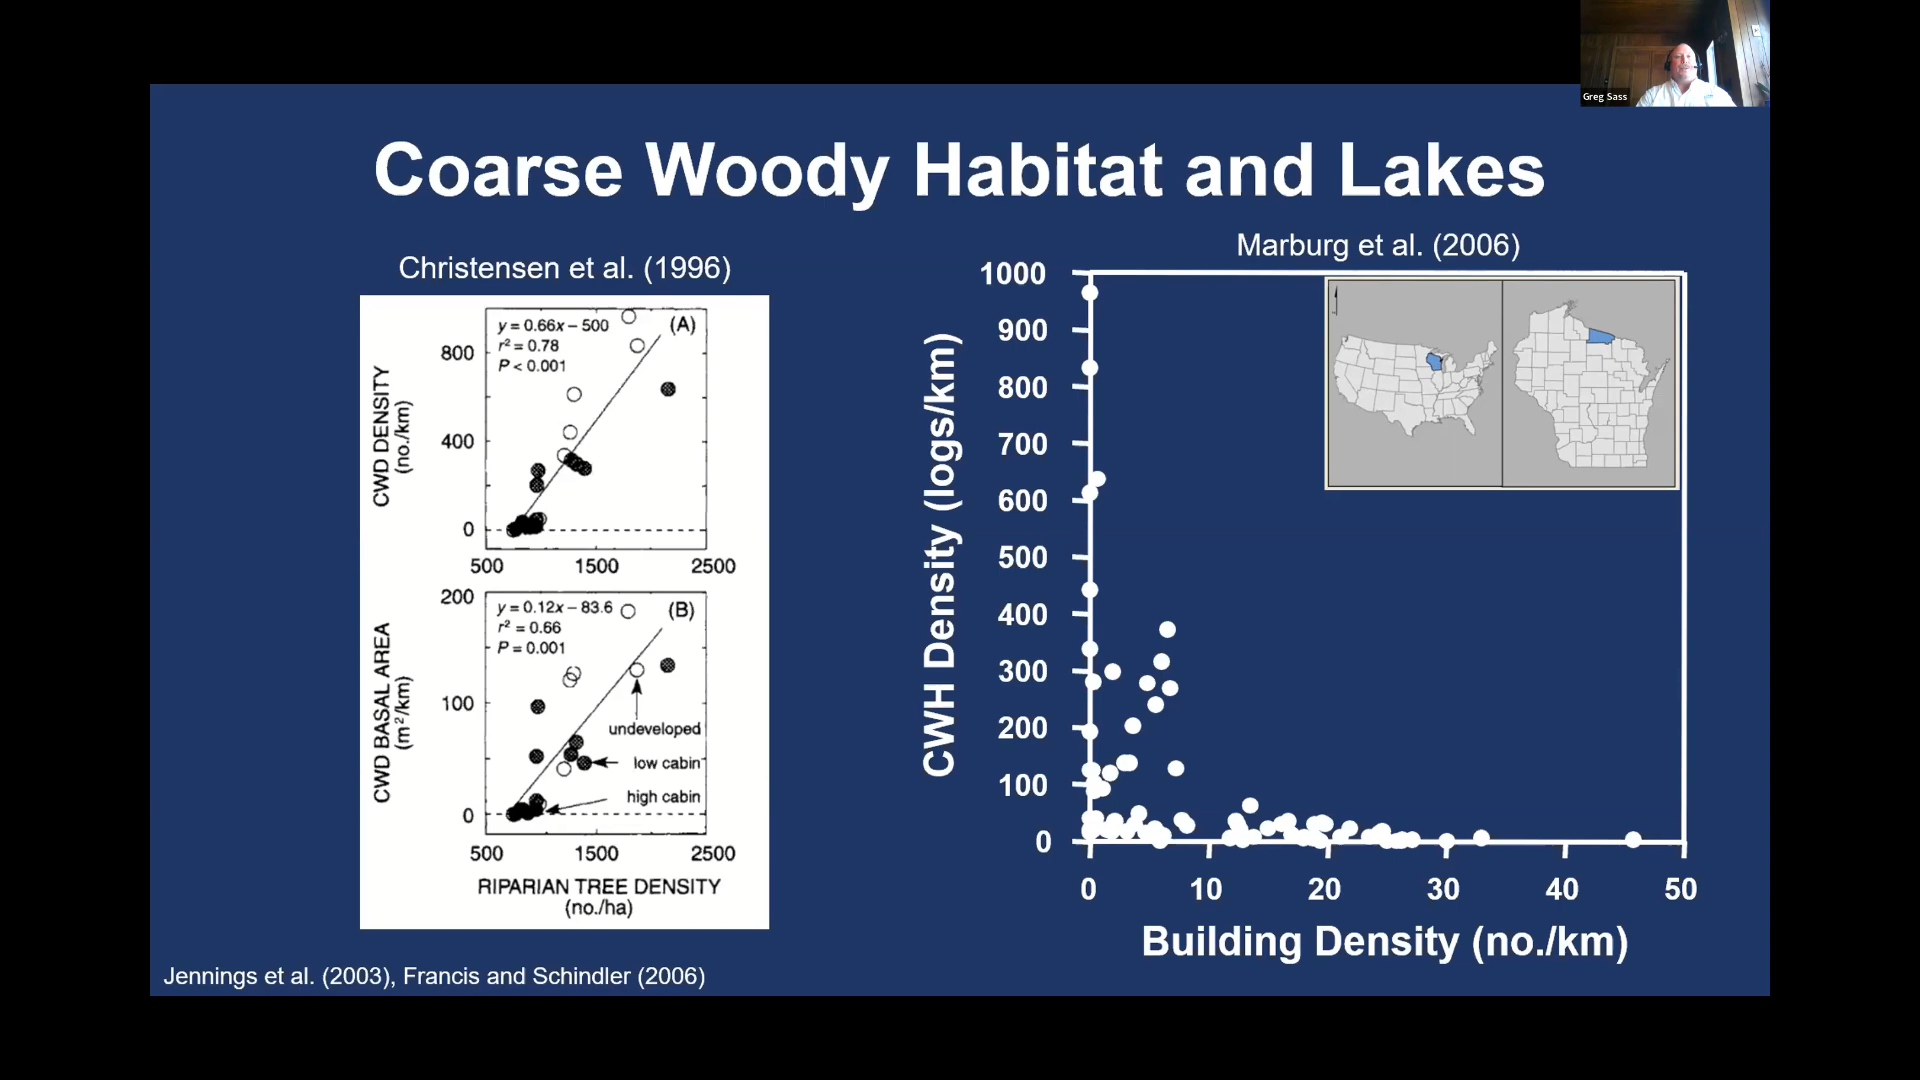 Greg Sass
Coarse Woody Habitat and Lakes
Christensen et al. (1996)
y = 0.66x – 500
r² = 0.78
P < 0.001
(A)
CWD DENSITY
(no./km)
800
400
0
500 1500 2500
y = 0.12x – 83.6
r² = 0.66
P = 0.001
(B)
undeveloped
low cabin
high cabin
CWD BASAL AREA
(m²/km)
200
100
0
500 1500 2500
RIPARIAN TREE DENSITY
(no./ha)
Marburg et al. (2006)
CWH Density (logs/km)
1000
900
800
700
600
500
400
300
200
100
0
0 10 20 30 40 50
Building Density (no./km)
Jennings et al. (2003), Francis and Schindler (2006)